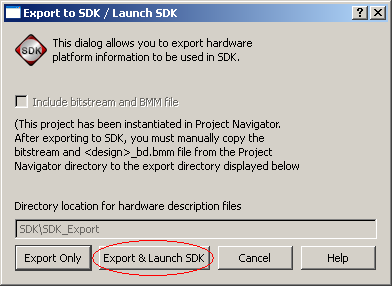 Export to SDK / Launch SDK
SDK
This dialog allows you to export hardware
platform information to be used in SDK.
Include bitstream and BMM file
(This project has been instantiated in Project Navigator.
After exporting to SDK, you must manually copy the
bitstream and <design>_bd.bmm file from the Project
Navigator directory to the export directory displayed below
Directory location for hardware description files
SDK\SDK_Export
Export Only Export & Launch SDK Cancel Help